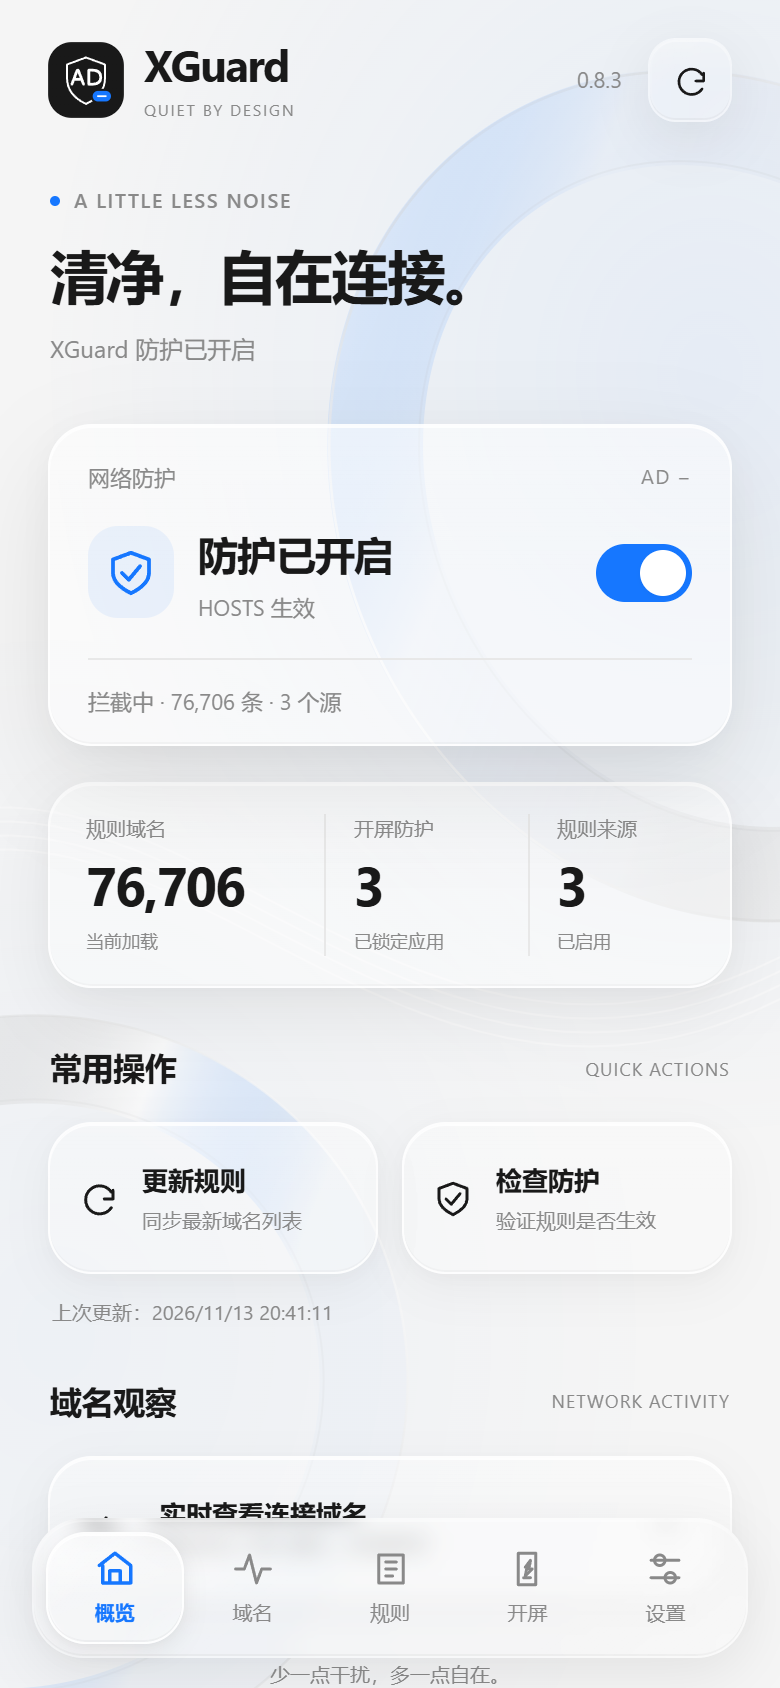 AD
XGuard
QUIET BY DESIGN
0.8.3
A LITTLE LESS NOISE
清净，自在连接。
XGuard 防护已开启
网络防护
AD –
防护已开启
HOSTS 生效
拦截中 · 76,706 条 · 3 个源
规则域名
76,706
当前加载
开屏防护
3
已锁定应用
规则来源
3
已启用
常用操作
QUICK ACTIONS
更新规则
同步最新域名列表
检查防护
验证规则是否生效
上次更新：2026/11/13 20:41:11
域名观察
NETWORK ACTIVITY
实时查看连接域名
概览
域名
规则
开屏
设置
少一点干扰，多一点自在。